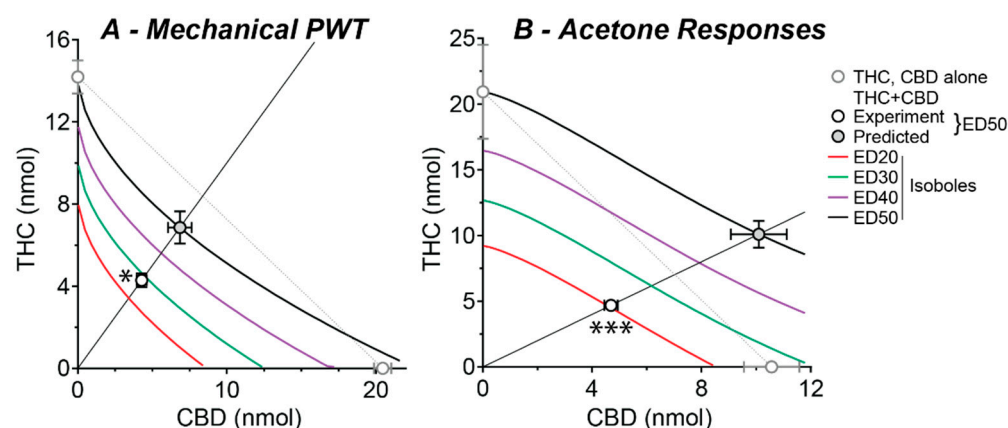 A - Mechanical PWT
B - Acetone Responses
16
12
8
4
0
THC (nmol)
0
10
20
CBD (nmol)
*
25
20
15
10
5
0
THC (nmol)
0
4
8
12
CBD (nmol)
***
THC, CBD alone
THC+CBD
Experiment
Predicted
}ED50
ED20
ED30
ED40
ED50
Isoboles